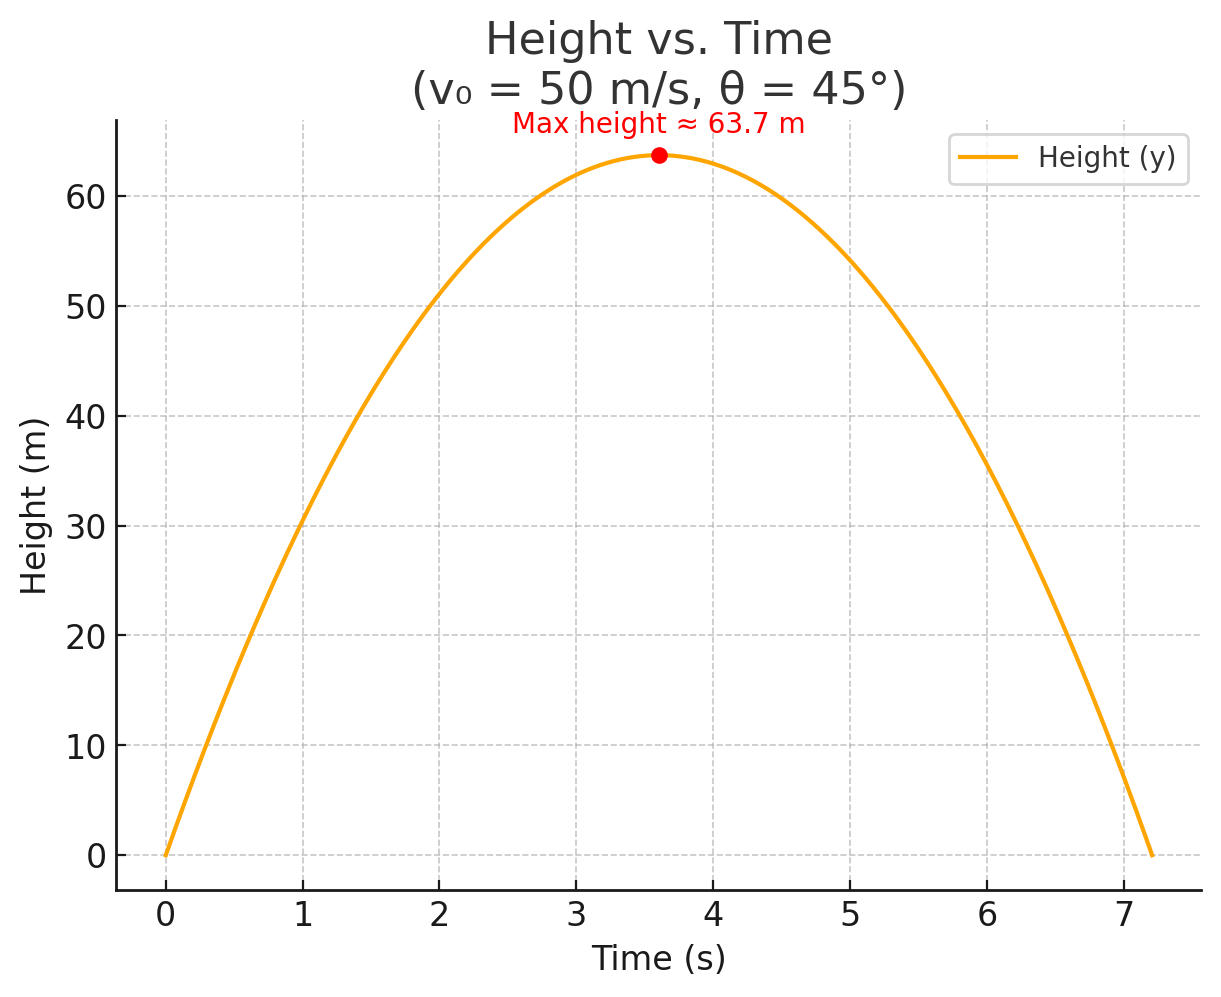 Height vs. Time
(v₀ = 50 m/s, θ = 45°)
Max height ≈ 63.7 m
Height (y)
60
50
40
30
20
10
0
Height (m)
0 1 2 3 4 5 6 7
Time (s)